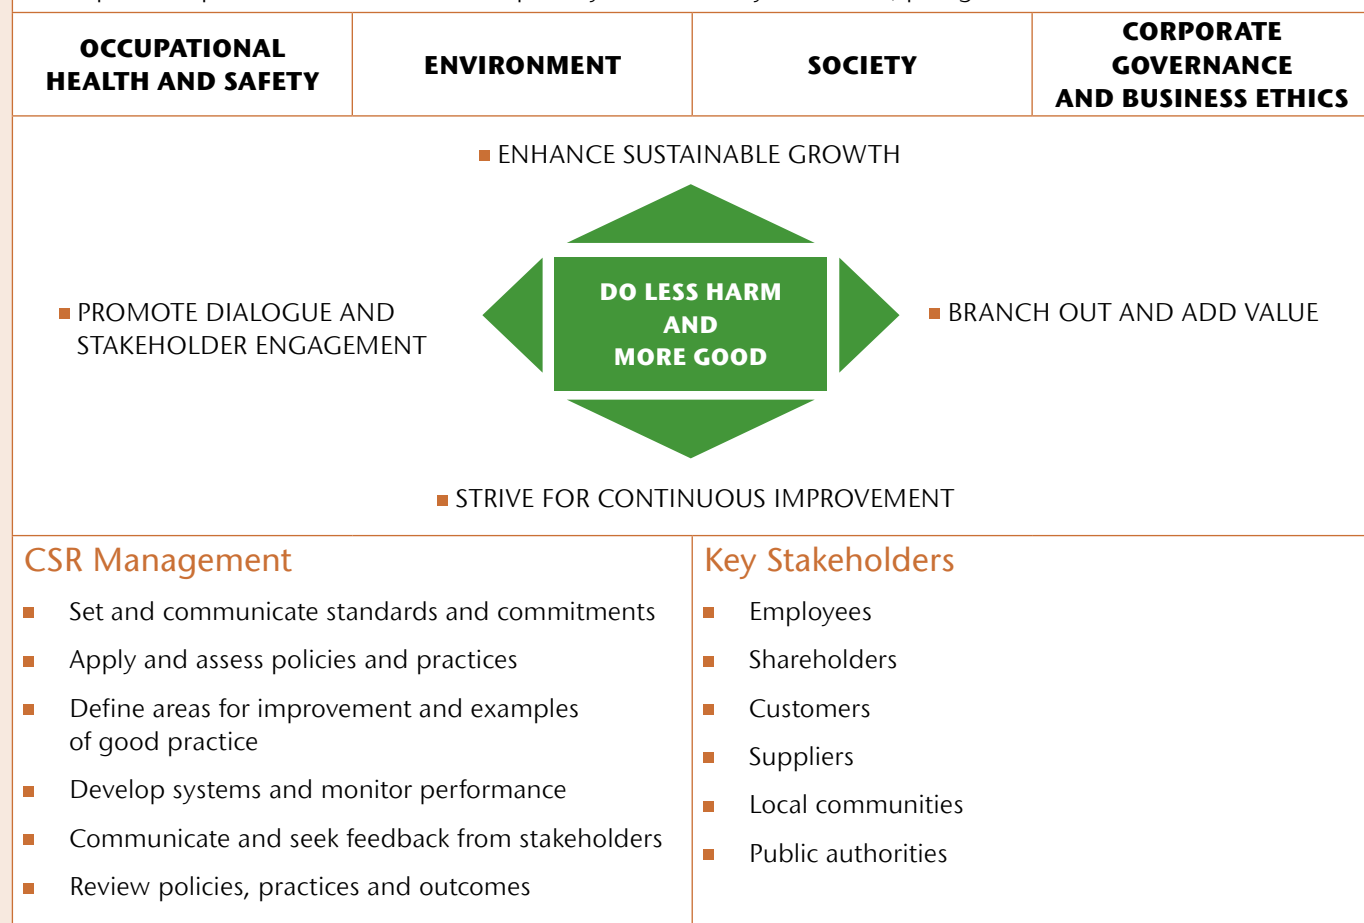 OCCUPATIONAL
HEALTH AND SAFETY
ENVIRONMENT
SOCIETY
CORPORATE
GOVERNANCE
AND BUSINESS ETHICS
ENHANCE SUSTAINABLE GROWTH
PROMOTE DIALOGUE AND
STAKEHOLDER ENGAGEMENT
DO LESS HARM
AND
MORE GOOD
BRANCH OUT AND ADD VALUE
STRIVE FOR CONTINUOUS IMPROVEMENT
CSR Management
Set and communicate standards and commitments
Apply and assess policies and practices
Define areas for improvement and examples
of good practice
Develop systems and monitor performance
Communicate and seek feedback from stakeholders
Review policies, practices and outcomes
Key Stakeholders
Employees
Shareholders
Customers
Suppliers
Local communities
Public authorities